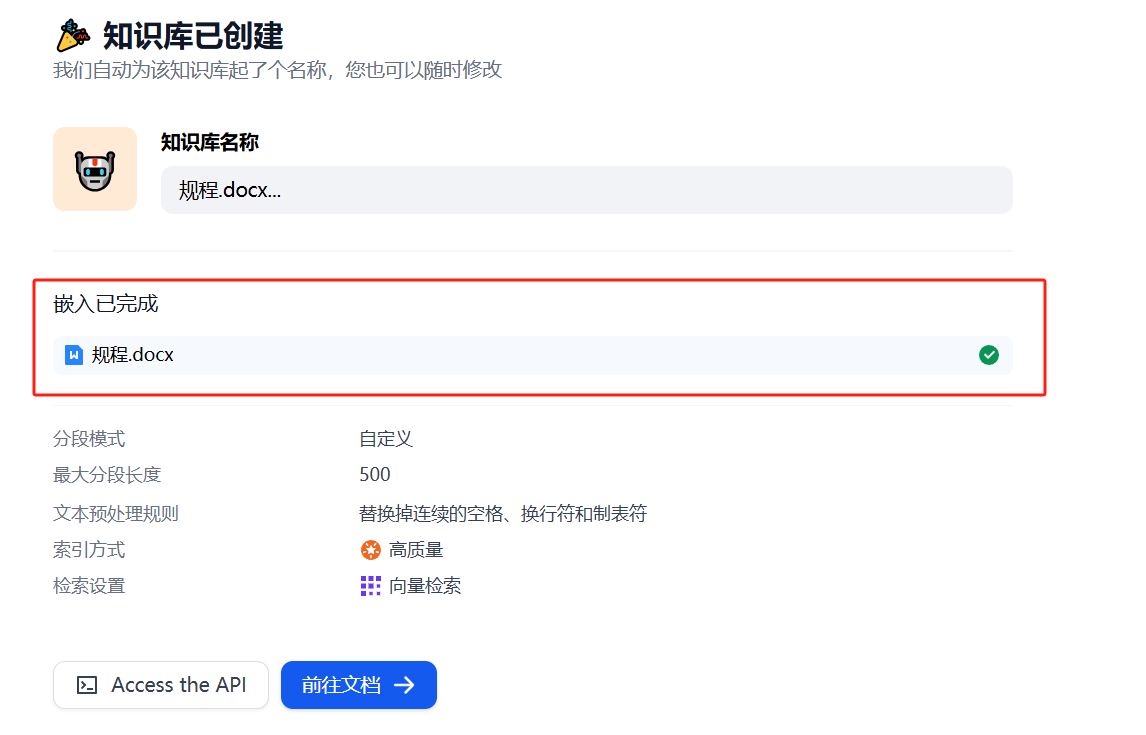 知识库已创建
我们自动为该知识库起了个名称，您也可以随时修改
知识库名称
规程.docx...
嵌入已完成
规程.docx
分段模式 自定义
最大分段长度 500
文本预处理规则 替换掉连续的空格、换行符和制表符
索引方式 高质量
检索设置 向量检索
Access the API 前往文档 →